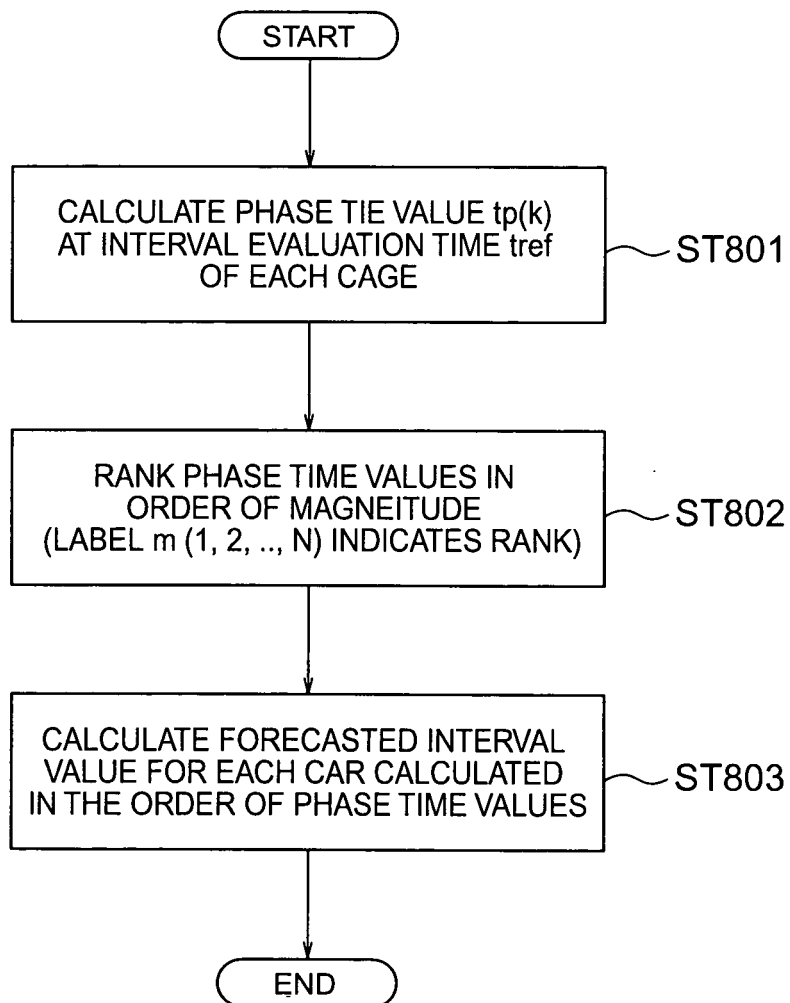 START
CALCULATE PHASE TIE VALUE tp(k)
AT INTERVAL EVALUATION TIME tref
OF EACH CAGE
ST801
RANK PHASE TIME VALUES IN
ORDER OF MAGNEITUDE
(LABEL m (1, 2, .., N) INDICATES RANK)
ST802
CALCULATE FORECASTED INTERVAL
VALUE FOR EACH CAR CALCULATED
IN THE ORDER OF PHASE TIME VALUES
ST803
END